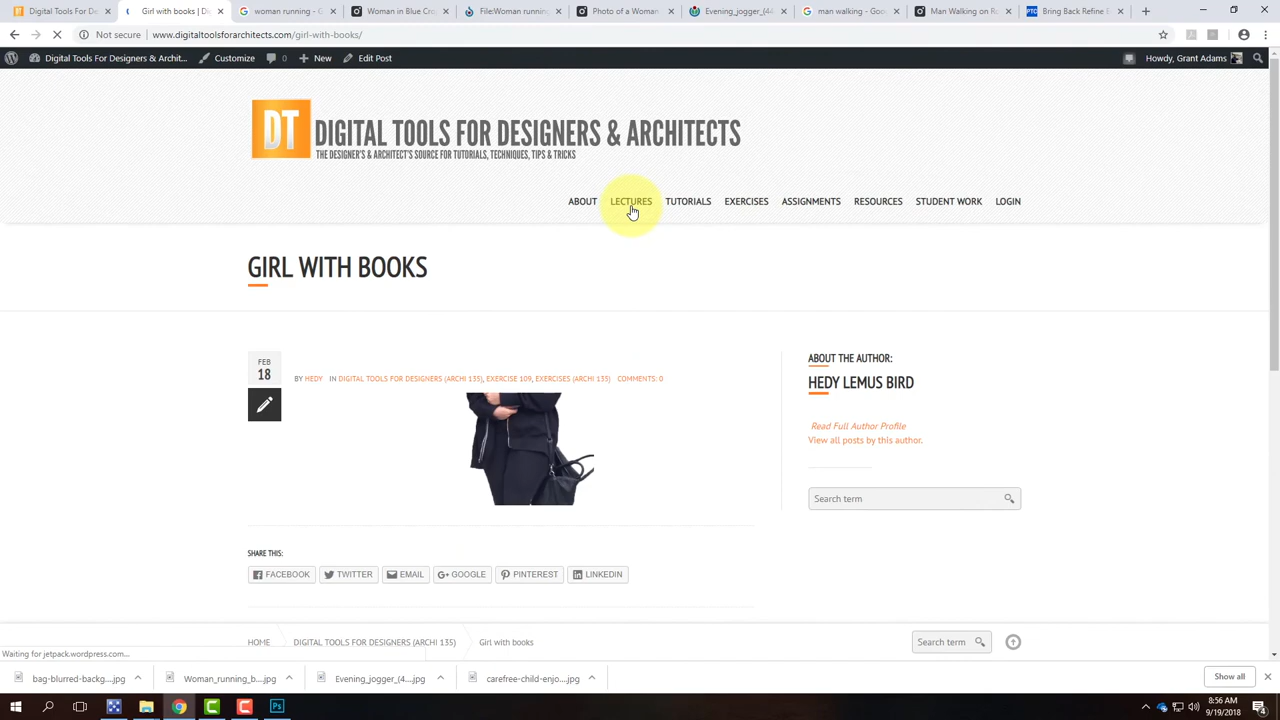 Digital Tools For De
Girl with books | D
woman running - G
Woman in Blue Cro
File:Woman running
Photo of a Woman
Evening_jogger_(4
man walking - Goo
Man Walking on Ro
Bring Back Refine E
Not secure | www.digitaltoolsforarchitects.com/girl-with-books/
Digital Tools For Designers & Archit... Customize 0 New Edit Post Howdy, Grant Adams
DT DIGITAL TOOLS FOR DESIGNERS & ARCHITECTS
THE DESIGNER'S & ARCHITECT'S SOURCE FOR TUTORIALS, TECHNIQUES, TIPS & TRICKS
ABOUT LECTURES TUTORIALS EXERCISES ASSIGNMENTS RESOURCES STUDENT WORK LOGIN
GIRL WITH BOOKS
FEB
18
BY HEDY IN DIGITAL TOOLS FOR DESIGNERS (ARCHI 135), EXERCISE 109, EXERCISES (ARCHI 135) COMMENTS: 0
ABOUT THE AUTHOR:
HEDY LEMUS BIRD
Read Full Author Profile
View all posts by this author.
Search term
SHARE THIS:
FACEBOOK TWITTER EMAIL GOOGLE PINTEREST LINKEDIN
HOME DIGITAL TOOLS FOR DESIGNERS (ARCHI 135) Girl with books Search term
Waiting for jetpack.wordpress.com...
bag-blurred-backg....jpg Woman_running_b....jpg Evening_jogger_(4....jpg carefree-child-enjo....jpg Show all
8:56 AM
9/19/2018